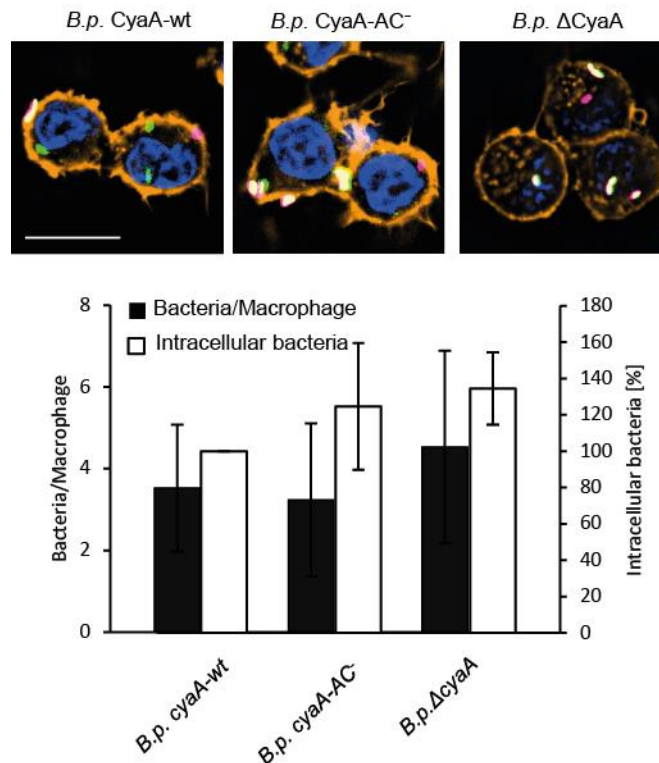 B.p. CyaA-wt
B.p. CyaA-AC⁻
B.p. ΔCyaA
8
6
4
2
0
Bacteria/Macrophage
Bacteria/Macrophage
Intracellular bacteria
180
160
140
120
100
80
60
40
20
0
Intracellular bacteria [%]
B.p. cyaA-wt
B.p. cyaA-AC⁻
B.p.ΔcyaA